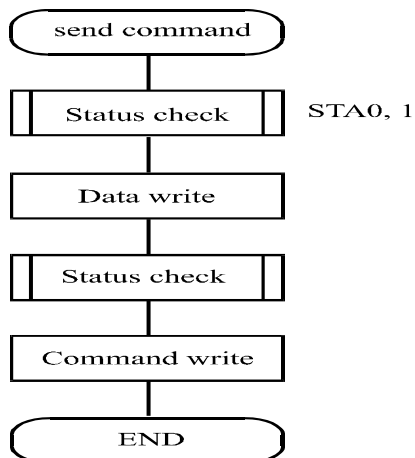 send command
Status check
STA0, 1
Data write
Status check
Command write
END